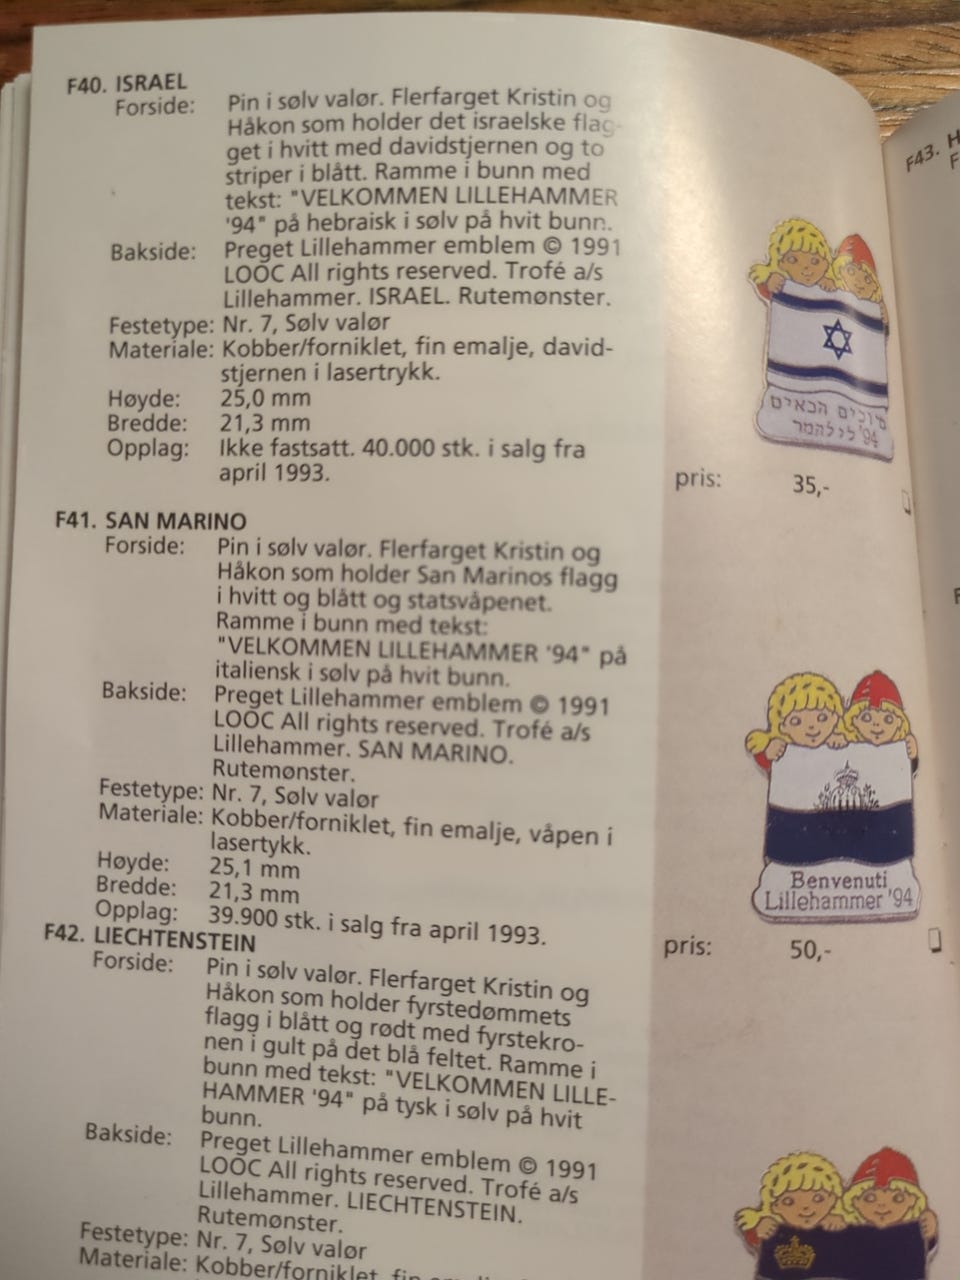 F40. ISRAEL
Forside: Pin i sølv valør. Flerfarget Kristin og
Håkon som holder det israelske flag-
get i hvitt med davidstjernen og to
striper i blått. Ramme i bunn med
tekst: "VELKOMMEN LILLEHAMMER
'94" på hebraisk i sølv på hvit bunn.
Bakside: Preget Lillehammer emblem © 1991
LOOC All rights reserved. Trofé a/s
Lillehammer. ISRAEL. Rutemønster.
Festetype: Nr. 7, Sølv valør
Materiale: Kobber/forniklet, fin emalje, david-
stjernen i lasertrykk.
Høyde: 25,0 mm
Bredde: 21,3 mm
Opplag: Ikke fastsatt. 40.000 stk. i salg fra
april 1993.
הבאים
לילהמר '94
pris: 35,-
F41. SAN MARINO
Forside: Pin i sølv valør. Flerfarget Kristin og
Håkon som holder San Marinos flagg
i hvitt og blått og statsvåpenet.
Ramme i bunn med tekst:
"VELKOMMEN LILLEHAMMER '94" på
italiensk i sølv på hvit bunn.
Bakside: Preget Lillehammer emblem © 1991
LOOC All rights reserved. Trofé a/s
Lillehammer. SAN MARINO.
Rutemønster.
Festetype: Nr. 7, Sølv valør
Materiale: Kobber/forniklet, fin emalje, våpen i
lasertykk.
Høyde: 25,1 mm
Bredde: 21,3 mm
Opplag: 39.900 stk. i salg fra april 1993.
Benvenuti
Lillehammer '94
pris: 50,-
F42. LIECHTENSTEIN
Forside: Pin i sølv valør. Flerfarget Kristin og
Håkon som holder fyrstedømmets
flagg i blått og rødt med fyrstekro-
nen i gult på det blå feltet. Ramme i
bunn med tekst: "VELKOMMEN LILLE-
HAMMER '94" på tysk i sølv på hvit
bunn.
Bakside: Preget Lillehammer emblem © 1991
LOOC All rights reserved. Trofé a/s
Lillehammer. LIECHTENSTEIN.
Rutemønster.
Festetype: Nr. 7, Sølv valør
Materiale: Kobber/forniklet, fin emalje,
F43.